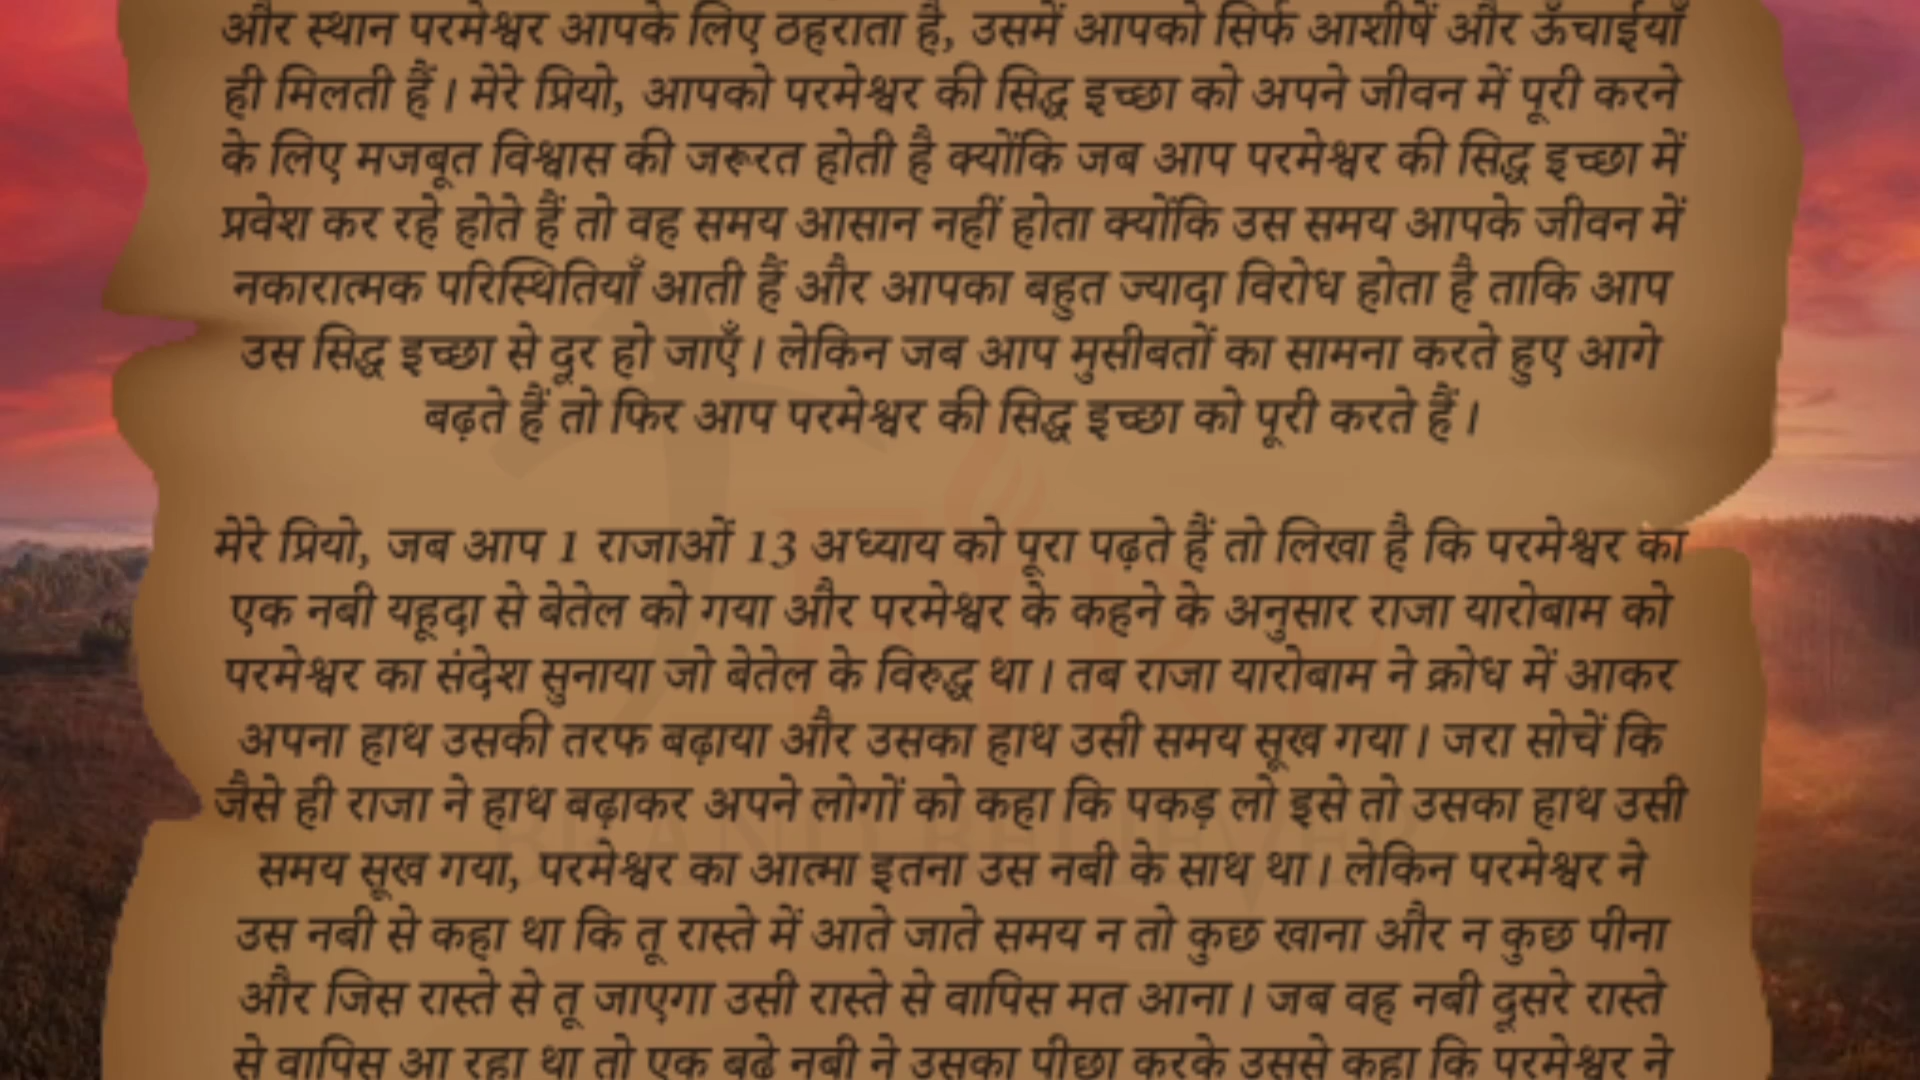 और स्थान परमेश्वर आपके लिए ठहराता है, उसमें आपको सिर्फ आशीषें और ऊँचाईयाँ
ही मिलती हैं। मेरे प्रियो, आपको परमेश्वर की सिद्ध इच्छा को अपने जीवन में पूरी करने
के लिए मजबूत विश्वास की जरूरत होती है क्योंकि जब आप परमेश्वर की सिद्ध इच्छा में
प्रवेश कर रहे होते हैं तो वह समय आसान नहीं होता क्योंकि उस समय आपके जीवन में
नकारात्मक परिस्थितियाँ आती हैं और आपका बहुत ज्यादा विरोध होता है ताकि आप
उस सिद्ध इच्छा से दूर हो जाएँ। लेकिन जब आप मुसीबतों का सामना करते हुए आगे
बढ़ते हैं तो फिर आप परमेश्वर की सिद्ध इच्छा को पूरी करते हैं।
मेरे प्रियो, जब आप 1 राजाओं 13 अध्याय को पूरा पढ़ते हैं तो लिखा है कि परमेश्वर का
एक नबी यहूदा से बेतेल को गया और परमेश्वर के कहने के अनुसार राजा यारोबाम को
परमेश्वर का संदेश सुनाया जो बेतेल के विरुद्ध था। तब राजा यारोबाम ने क्रोध में आकर
अपना हाथ उसकी तरफ बढ़ाया और उसका हाथ उसी समय सूख गया। जरा सोचें कि
जैसे ही राजा ने हाथ बढ़ाकर अपने लोगों को कहा कि पकड़ लो इसे तो उसका हाथ उसी
समय सूख गया, परमेश्वर का आत्मा इतना उस नबी के साथ था। लेकिन परमेश्वर ने
उस नबी से कहा था कि तू रास्ते में आते जाते समय न तो कुछ खाना और न कुछ पीना
और जिस रास्ते से तू जाएगा उसी रास्ते से वापिस मत आना। जब वह नबी दूसरे रास्ते
से वापिस आ रहा था तो एक बूढे नबी ने उसका पीछा करके उससे कहा कि परमेश्वर ने